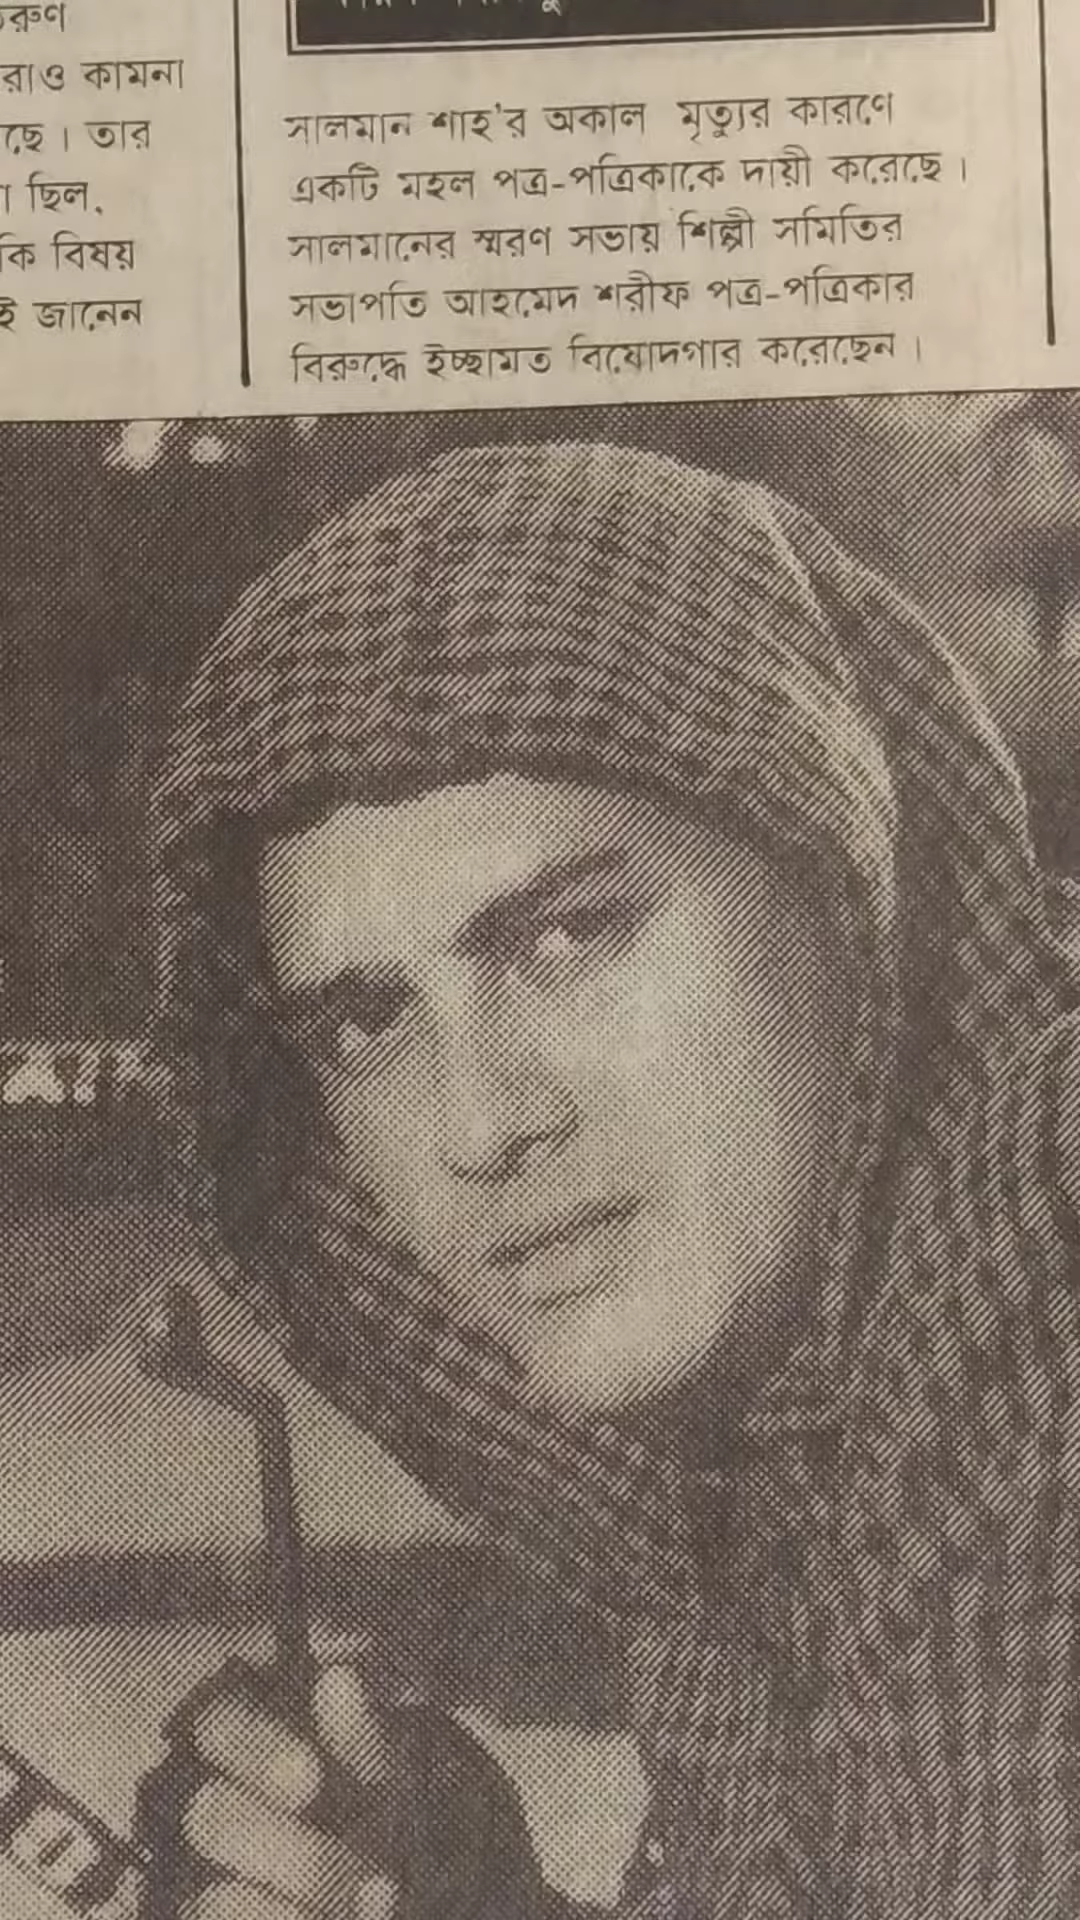 তরুণ
রাও কামনা
ছে। তার
ছিল,
কি বিষয়
ই জানেন
সালমান শাহ'র অকাল মৃত্যুর কারণে
একটি মহল পত্র-পত্রিকাকে দায়ী করেছে।
সালমানের স্মরণ সভায় শিল্পী সমিতির
সভাপতি আহমেদ শরীফ পত্র-পত্রিকার
বিরুদ্ধে ইচ্ছামত বিষোদগার করেছেন।